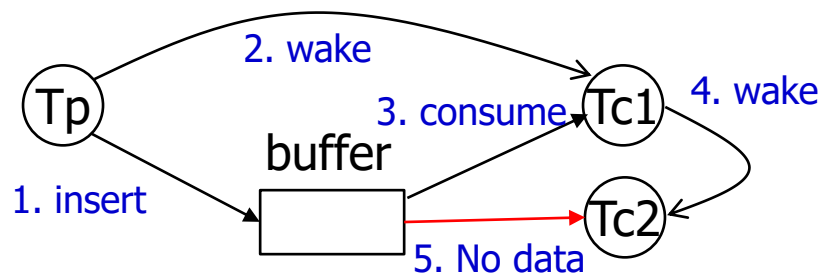 2. wake
Tp
Tc1
4. wake
3. consume
buffer
1. insert
Tc2
5. No data